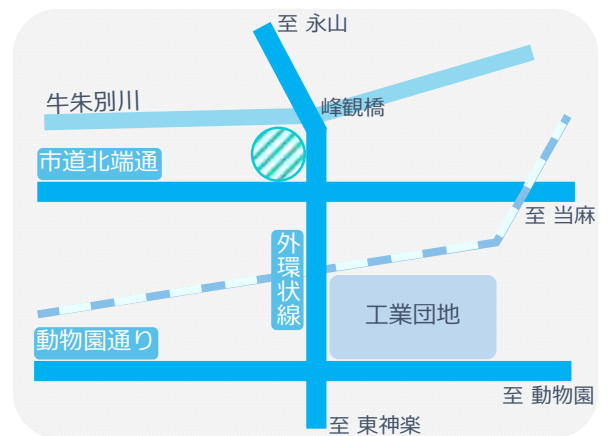 至 永山
牛朱別川
峰観橋
市道北端通
至 当麻
外環状線
工業団地
動物園通り
至 動物園
至 東神楽